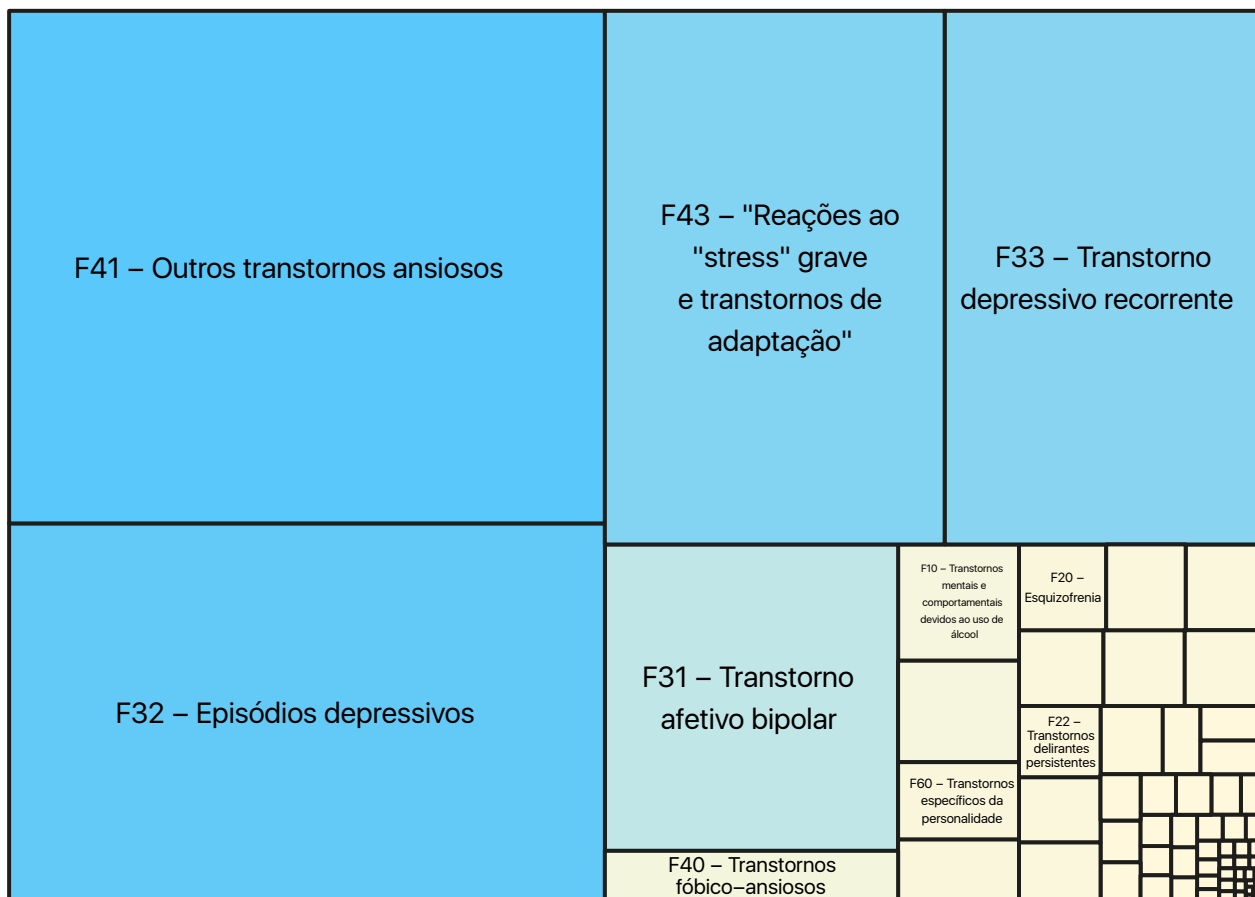 F41 – Outros transtornos ansiosos
F43 – "Reações ao
"stress" grave
e transtornos de
adaptação"
F33 – Transtorno
depressivo recorrente
F32 – Episódios depressivos
F31 – Transtorno
afetivo bipolar
F40 – Transtornos
fóbico–ansiosos
F10 – Transtornos
mentais e
comportamentais
devidos ao uso de
álcool
F60 – Transtornos
específicos da
personalidade
F20 –
Esquizofrenia
F22 –
Transtornos
delirantes
persistentes